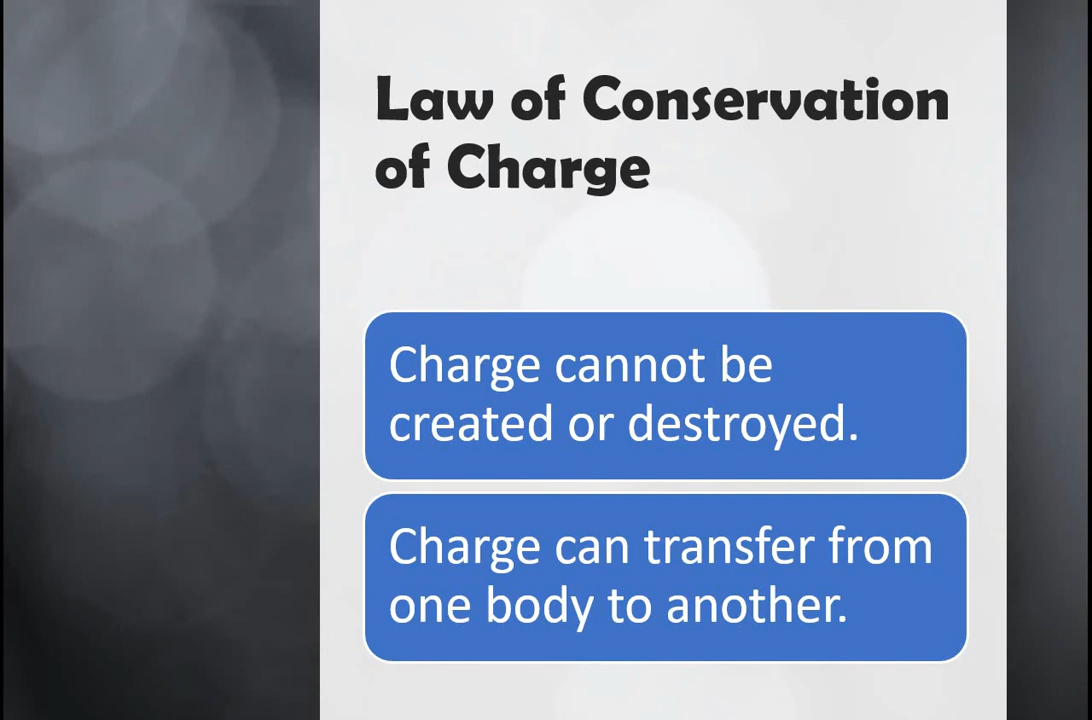 Law of Conservation
of Charge
Charge cannot be
created or destroyed.
Charge can transfer from
one body to another.